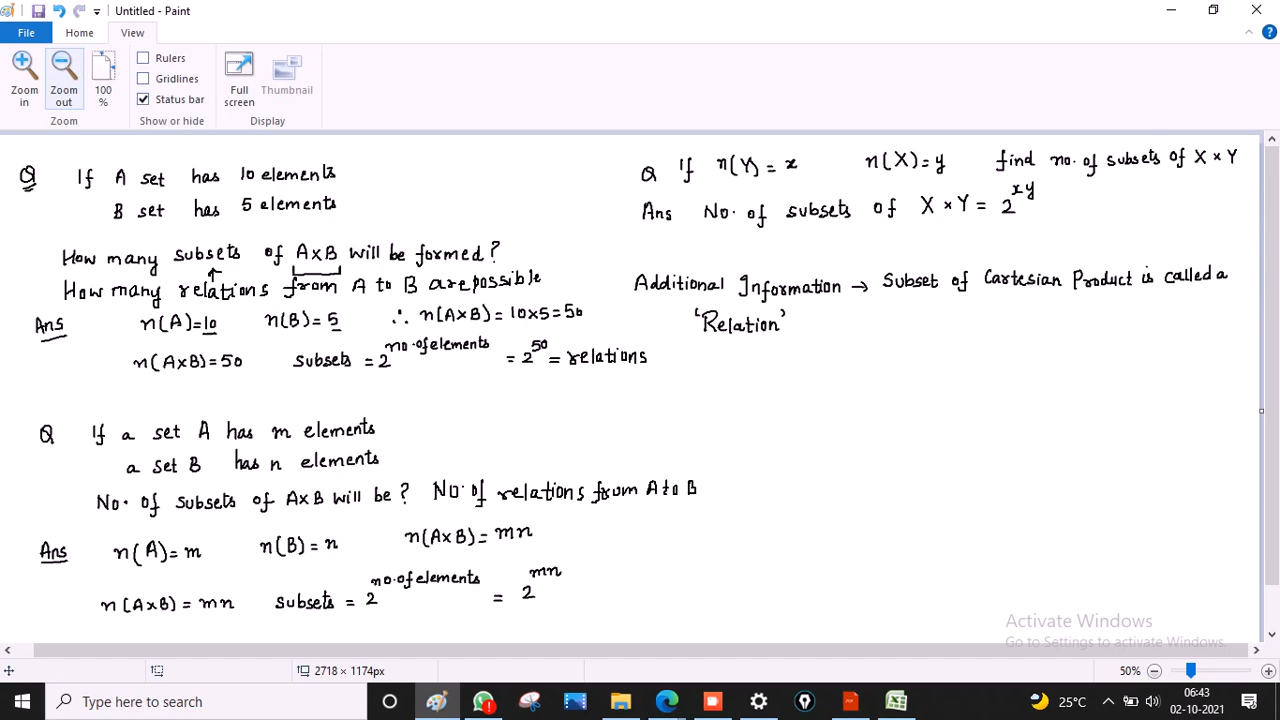 Untitled - Paint
File Home View
Rulers
Gridlines
Status bar
Zoom in
Zoom out
100 %
Full screen
Thumbnail
Zoom
Show or hide
Display
Q If A set has 10 elements
B set has 5 elements
How many subsets of A×B will be formed?
How many relations from A to B are possible
Ans n(A)=10 n(B)=5 ∴ n(A×B)=10×5=50
n(A×B)=50 subsets = 2^no.of elements = 2^50 = relations
Q If a set A has m elements
a set B has n elements
No. of subsets of A×B will be? No. of relations from A to B
Ans n(A)=m n(B)=n n(A×B)=mn
n(A×B)=mn subsets = 2^no.of elements = 2^mn
Q If n(Y)=x n(X)=y find no. of subsets of X×Y
Ans No. of subsets of X×Y = 2^xy
Additional Information → Subset of Cartesian Product is called a
'Relation'
Activate Windows
Go to Settings to activate Windows.
2718 × 1174px
50%
Type here to search
25°C
06:43
02-10-2021